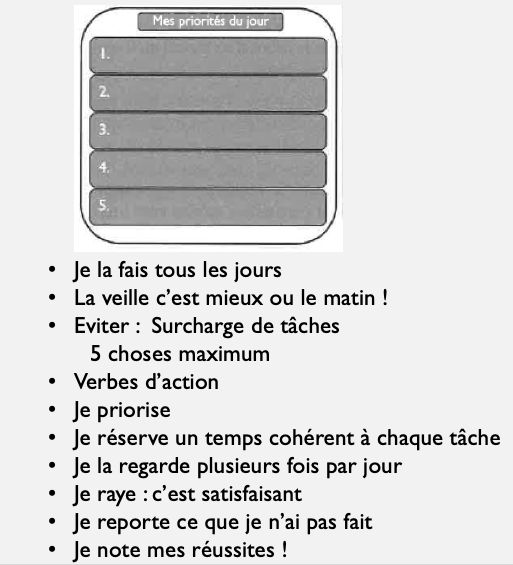 Mes priorités du jour
1.
2.
3.
4.
5.
• Je la fais tous les jours
• La veille c’est mieux ou le matin !
• Eviter : Surcharge de tâches
5 choses maximum
• Verbes d’action
• Je priorise
• Je réserve un temps cohérent à chaque tâche
• Je la regarde plusieurs fois par jour
• Je raye : c’est satisfaisant
• Je reporte ce que je n’ai pas fait
• Je note mes réussites !